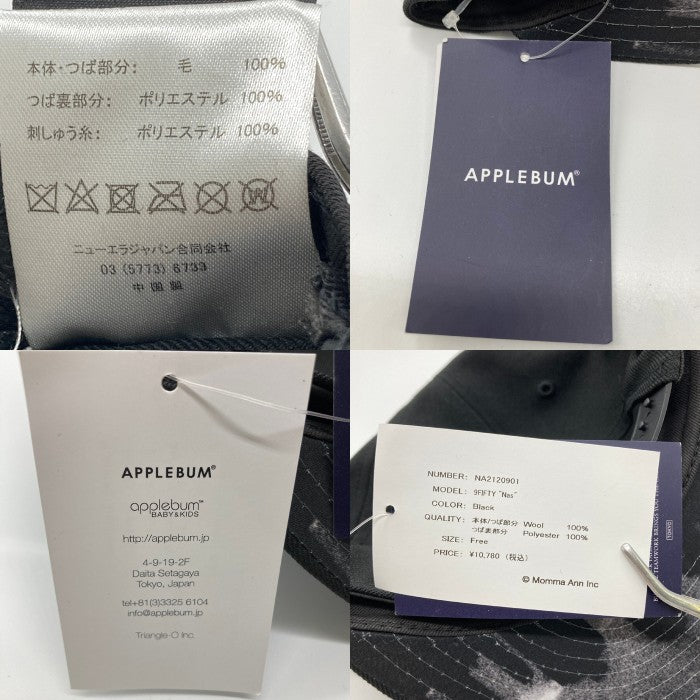 本体・つば部分: 毛 100%
つば裏部分: ポリエステル 100%
刺しゅう糸: ポリエステル 100%
ニューエラジャパン合同会社
03 (5773) 6733
中国製
APPLEBUM®
APPLEBUM®
applebum™
BABY&KIDS
http://applebum.jp
4-9-19-2F
Daita Setagaya
Tokyo, Japan
tel+81(3)3325 6104
info@applebum.jp
Triangle-O Inc.
NUMBER: NA2120901
MODEL: 9FIFTY "Nas"
COLOR: Black
QUALITY: 本体/つば部分 Wool 100%
つば裏部分 Polyester 100%
SIZE: Free
PRICE: ¥10,780 (税込)
© Momma Ann Inc
TEAMWORK BRINGS
TOKYO